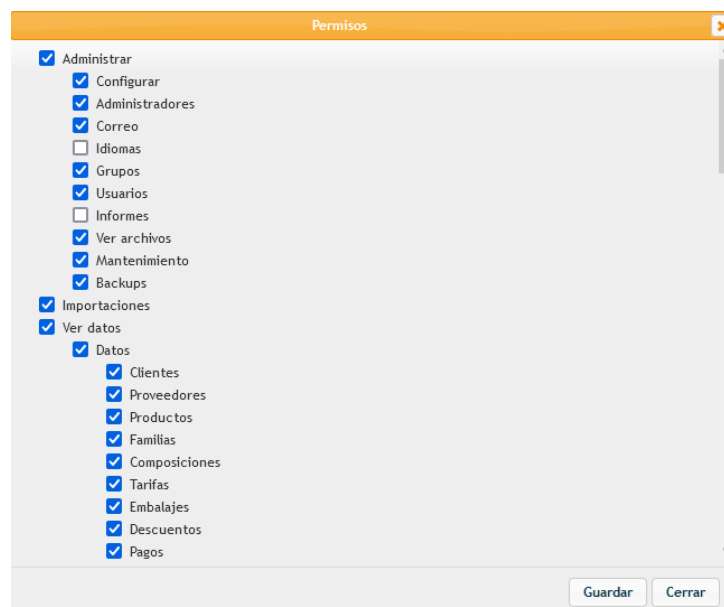 Permisos
Administrar
Configurar
Administradores
Correo
Idiomas
Grupos
Usuarios
Informes
Ver archivos
Mantenimiento
Backups
Importaciones
Ver datos
Datos
Clientes
Proveedores
Productos
Familias
Composiciones
Tarifas
Embalajes
Descuentos
Pagos
Guardar Cerrar